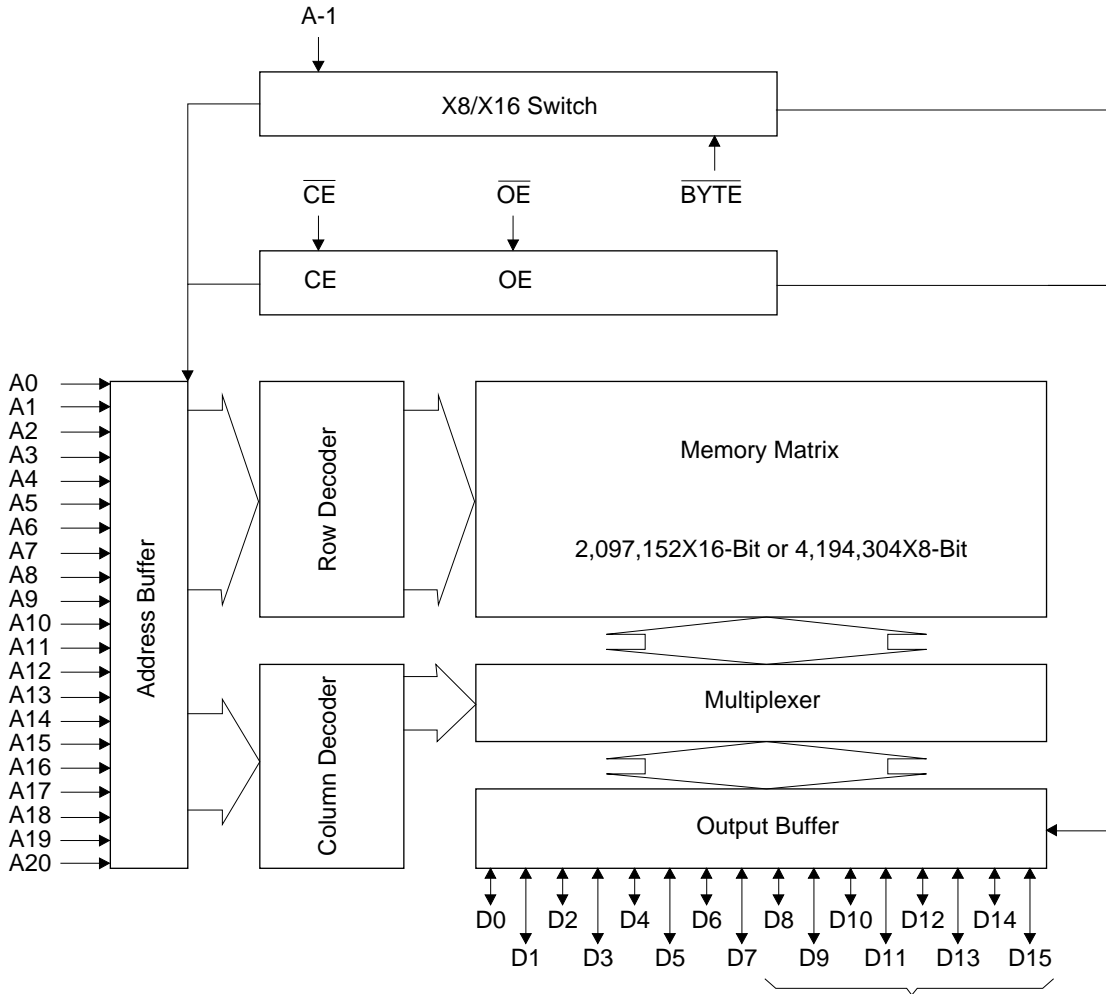 A-1
X8/X16 Switch
CE OE BYTE
CE OE
A0
A1
A2
A3
A4
A5
A6
A7
A8
A9
A10
A11
A12
A13
A14
A15
A16
A17
A18
A19
A20
Address Buffer
Row Decoder
Memory Matrix
2,097,152X16-Bit or 4,194,304X8-Bit
Column Decoder
Multiplexer
Output Buffer
D0 D2 D4 D6 D8 D10 D12 D14
D1 D3 D5 D7 D9 D11 D13 D15